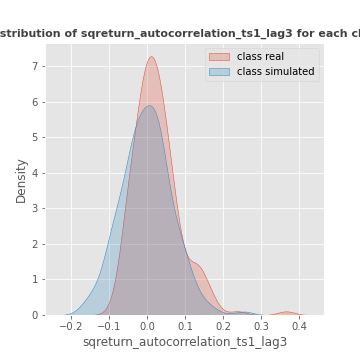 stribution of sqreturn_autocorrelation_ts1_lag3 for each cl
class real
class simulated
Density
7
6
5
4
3
2
1
0
−0.2 −0.1 0.0 0.1 0.2 0.3 0.4
sqreturn_autocorrelation_ts1_lag3